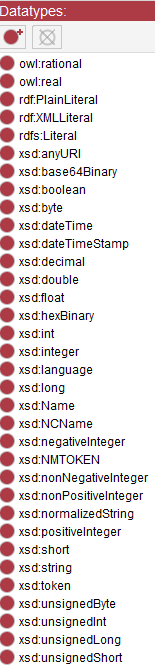 Datatypes:
owl:rational
owl:real
rdf:PlainLiteral
rdf:XMLLiteral
rdfs:Literal
xsd:anyURI
xsd:base64Binary
xsd:boolean
xsd:byte
xsd:dateTime
xsd:dateTimeStamp
xsd:decimal
xsd:double
xsd:float
xsd:hexBinary
xsd:int
xsd:integer
xsd:language
xsd:long
xsd:Name
xsd:NCName
xsd:negativeInteger
xsd:NMTOKEN
xsd:nonNegativeInteger
xsd:nonPositiveInteger
xsd:normalizedString
xsd:positiveInteger
xsd:short
xsd:string
xsd:token
xsd:unsignedByte
xsd:unsignedInt
xsd:unsignedLong
xsd:unsignedShort